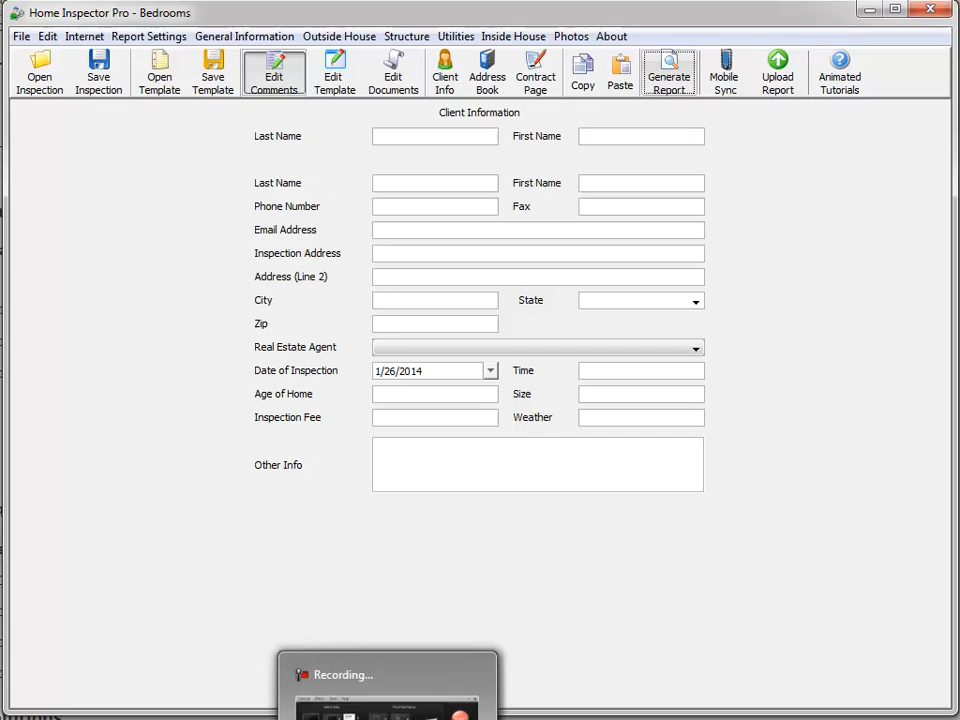 Home Inspector Pro - Bedrooms
File Edit Internet Report Settings General Information Outside House Structure Utilities Inside House Photos About
Open Inspection
Save Inspection
Open Template
Save Template
Edit Comments
Edit Template
Edit Documents
Client Info
Address Book
Contract Page
Copy
Paste
Generate Report
Mobile Sync
Upload Report
Animated Tutorials
Client Information
Last Name First Name
Last Name First Name
Phone Number Fax
Email Address
Inspection Address
Address (Line 2)
City State
Zip
Real Estate Agent
Date of Inspection 1/26/2014 Time
Age of Home Size
Inspection Fee Weather
Other Info
Recording...